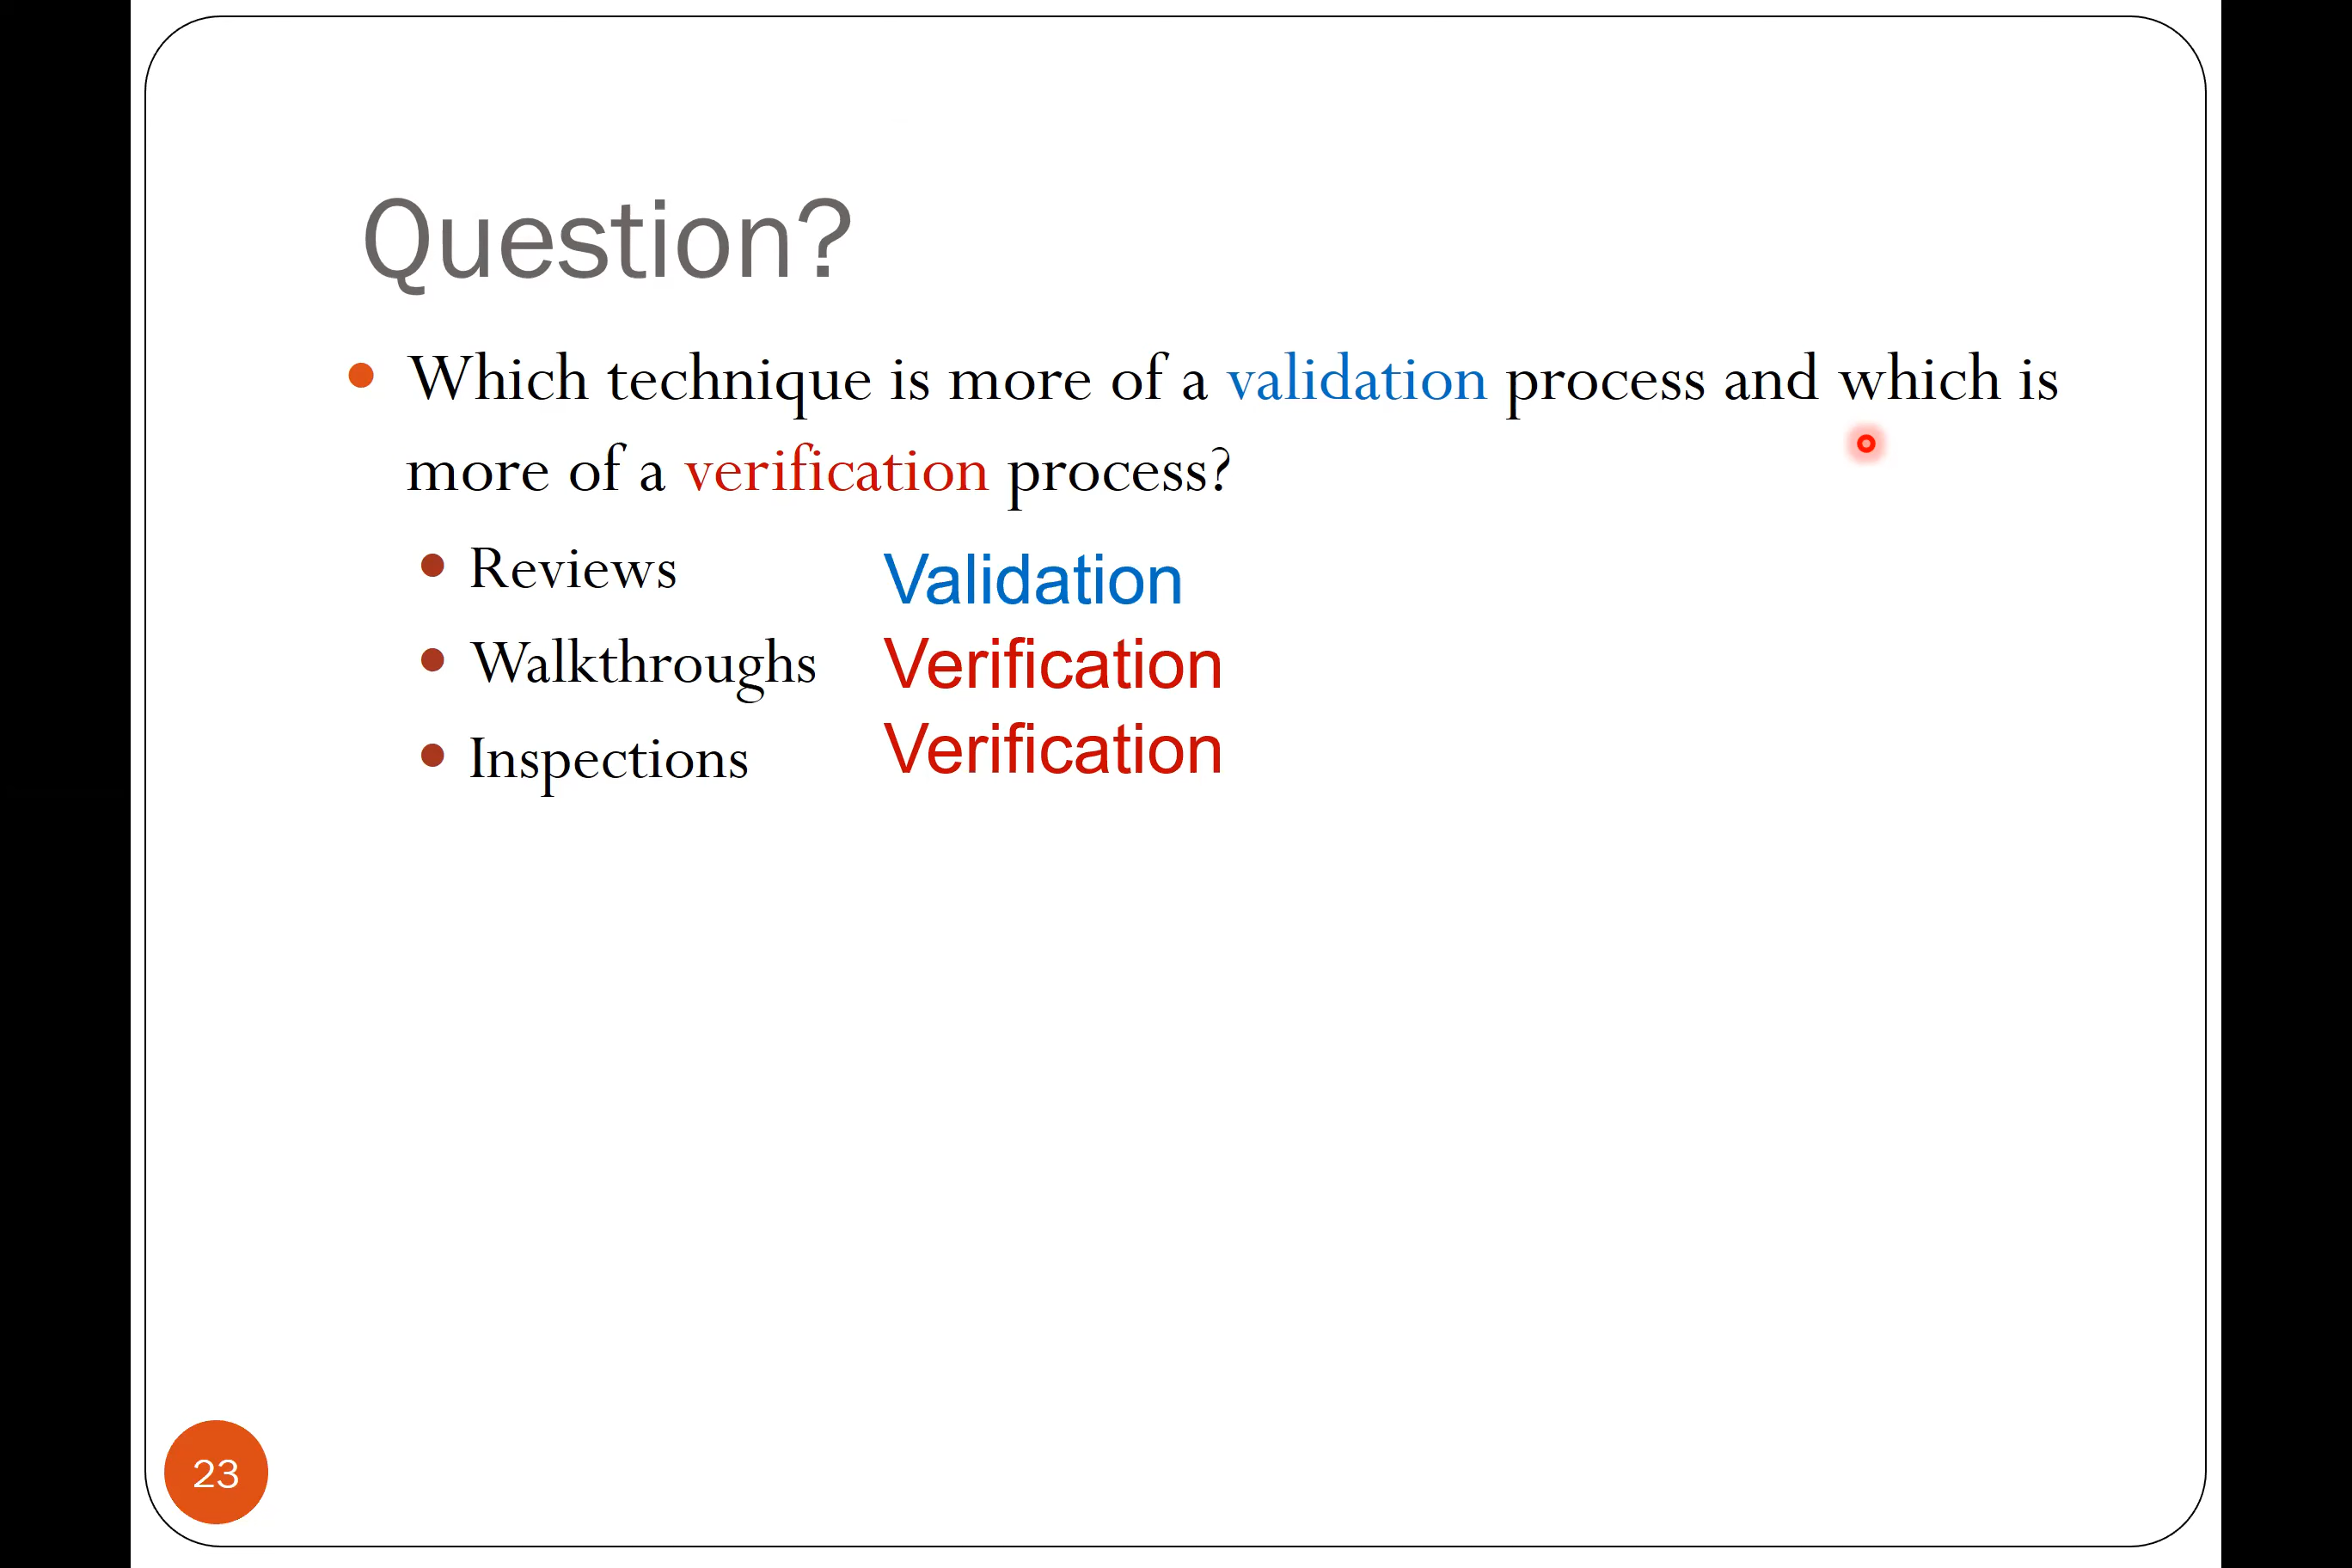 Question?
Which technique is more of a validation process and which is
more of a verification process?
Reviews Validation
Walkthroughs Verification
Inspections Verification
23